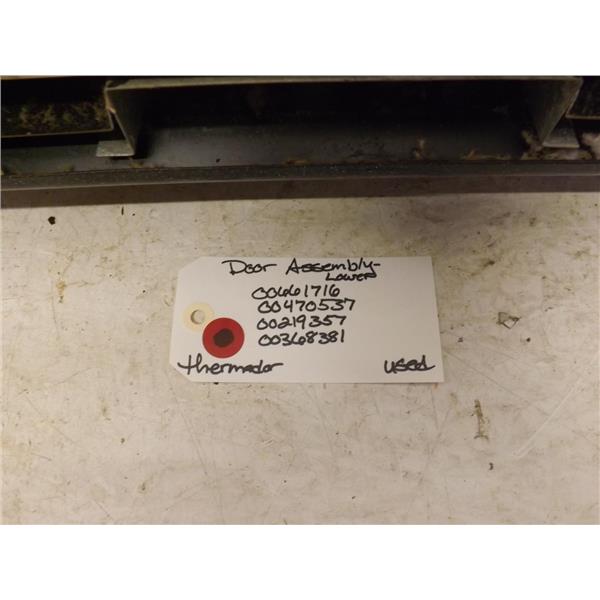 Door Assembly-
Lower
00661716
00470537
00219357
00368381
thermador used